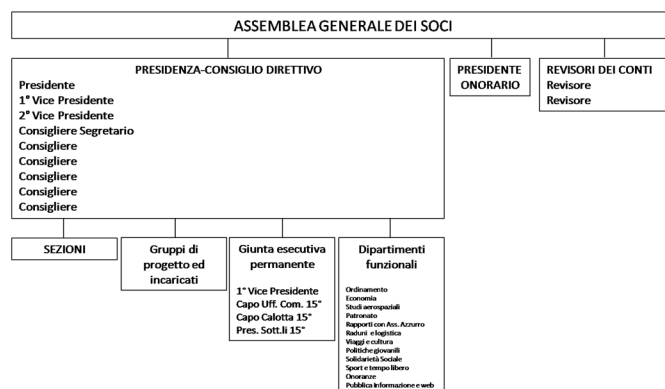 ASSEMBLEA GENERALE DEI SOCI
PRESIDENZA-CONSIGLIO DIRETTIVO
Presidente
1° Vice Presidente
2° Vice Presidente
Consigliere Segretario
Consigliere
Consigliere
Consigliere
Consigliere
Consigliere
PRESIDENTE
ONORARIO
REVISORI DEI CONTI
Revisore
Revisore
SEZIONI
Gruppi di
progetto ed
incaricati
Giunta esecutiva
permanente
1° Vice Presidente
Capo Uff. Com. 15°
Capo Calotta 15°
Pres. Sott.li 15°
Dipartimenti
funzionali
Ordinamento
Economia
Studi aerospaziali
Patronato
Rapporti con Ass. Azzurro
Raduni e logistica
Viaggi e cultura
Politiche giovanili
Solidarietà Sociale
Sport e tempo libero
Onoranze
Pubblica Informazione e web